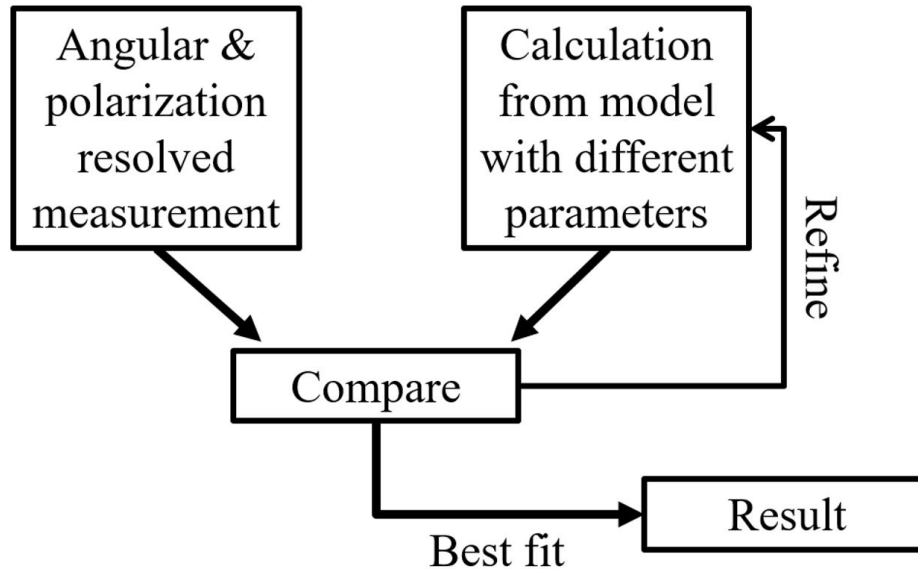 Angular &
polarization
resolved
measurement
Calculation
from model
with different
parameters
Refine
Compare
Best fit
Result